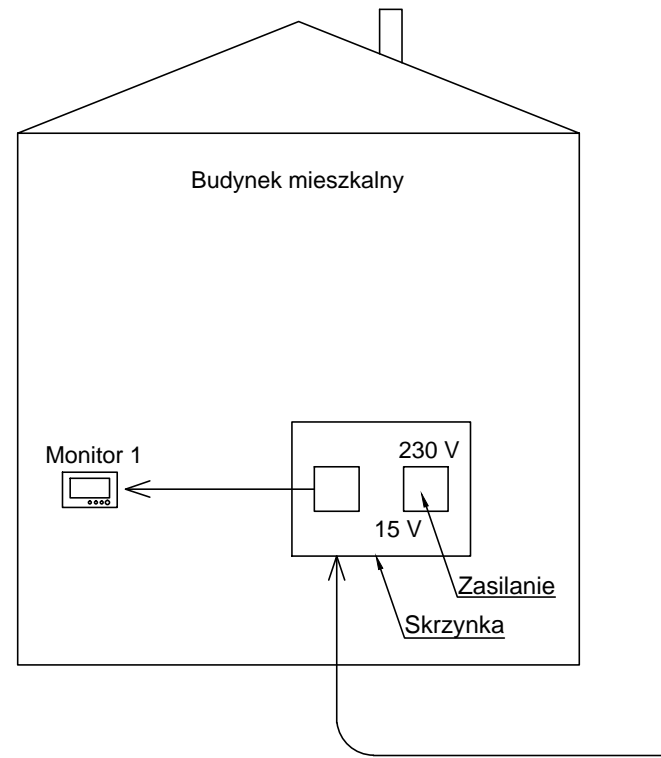 Budynek mieszkalny
Monitor 1
230 V
15 V
Zasilanie
Skrzynka